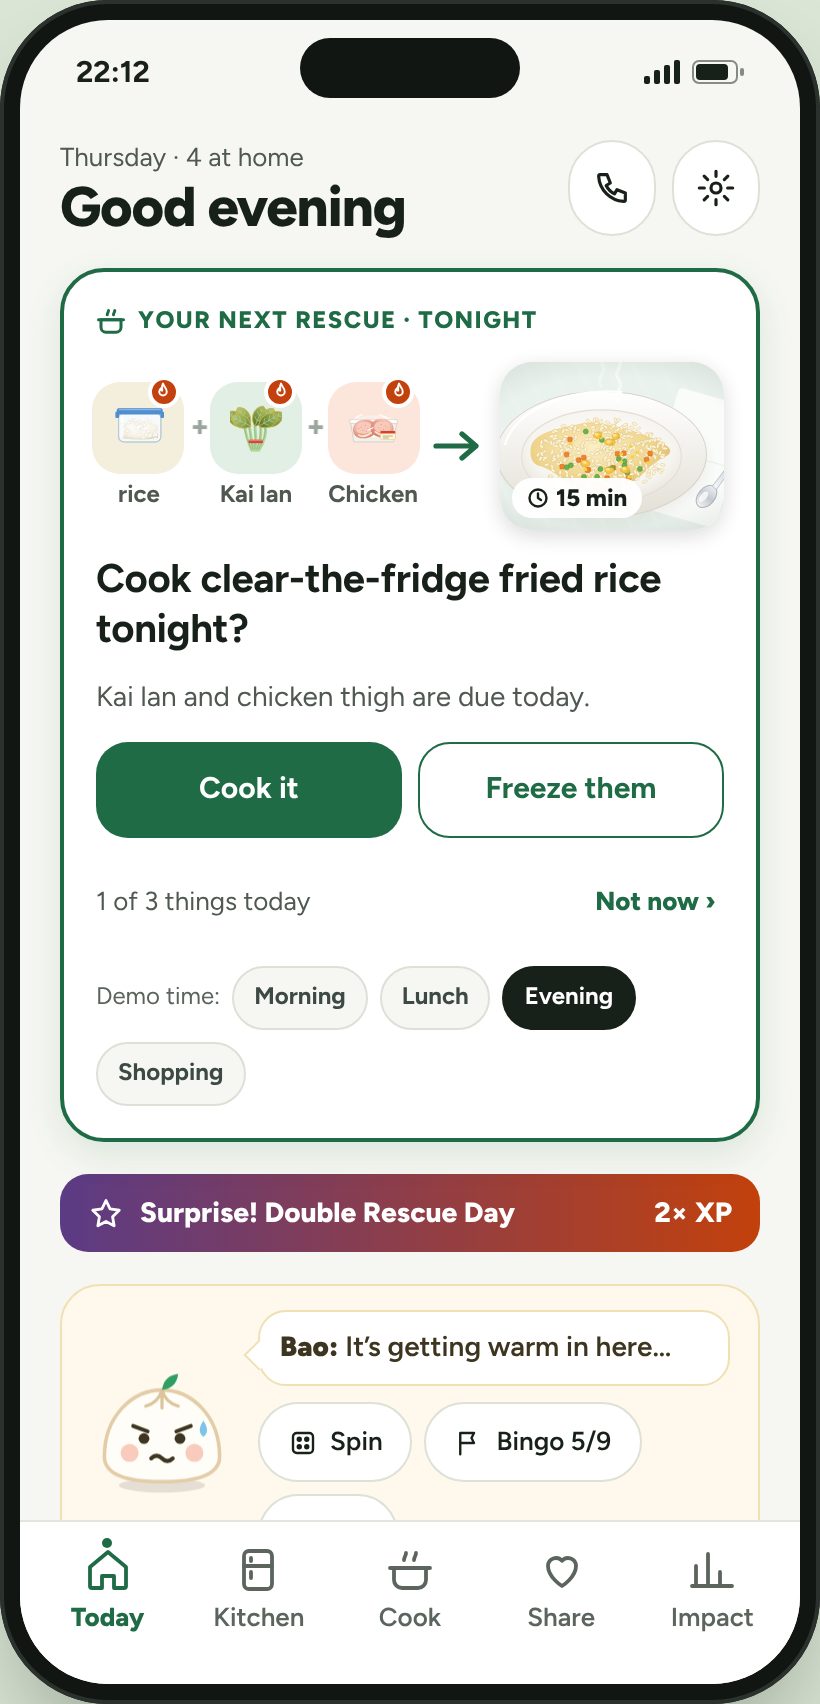 22:12
Thursday · 4 at home
Good evening
YOUR NEXT RESCUE · TONIGHT
+ +
15 min
rice Kai lan Chicken
Cook clear-the-fridge fried rice
tonight?
Kai lan and chicken thigh are due today.
Cook it Freeze them
1 of 3 things today Not now ›
Demo time: Morning Lunch Evening
Shopping
Surprise! Double Rescue Day 2× XP
Bao: It’s getting warm in here...
Spin Bingo 5/9
Today Kitchen Cook Share Impact